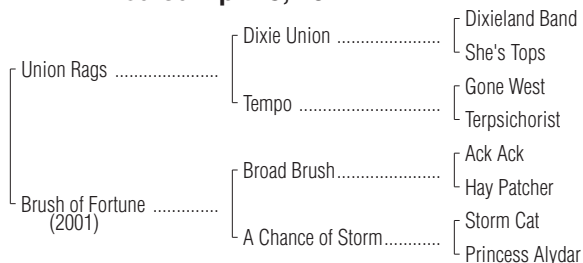 Dixieland Band
Dixie Union ............................
She's Tops
Union Rags .....................
Gone West
Tempo ......................................
Terpsichorist
Ack Ack
Broad Brush............................
Hay Patcher
Brush of Fortune .............
(2001)
Storm Cat
A Chance of Storm...............
Princess Alydar